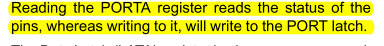 Reading the PORTA register reads the status of the
pins, whereas writing to it, will write to the PORT latch.